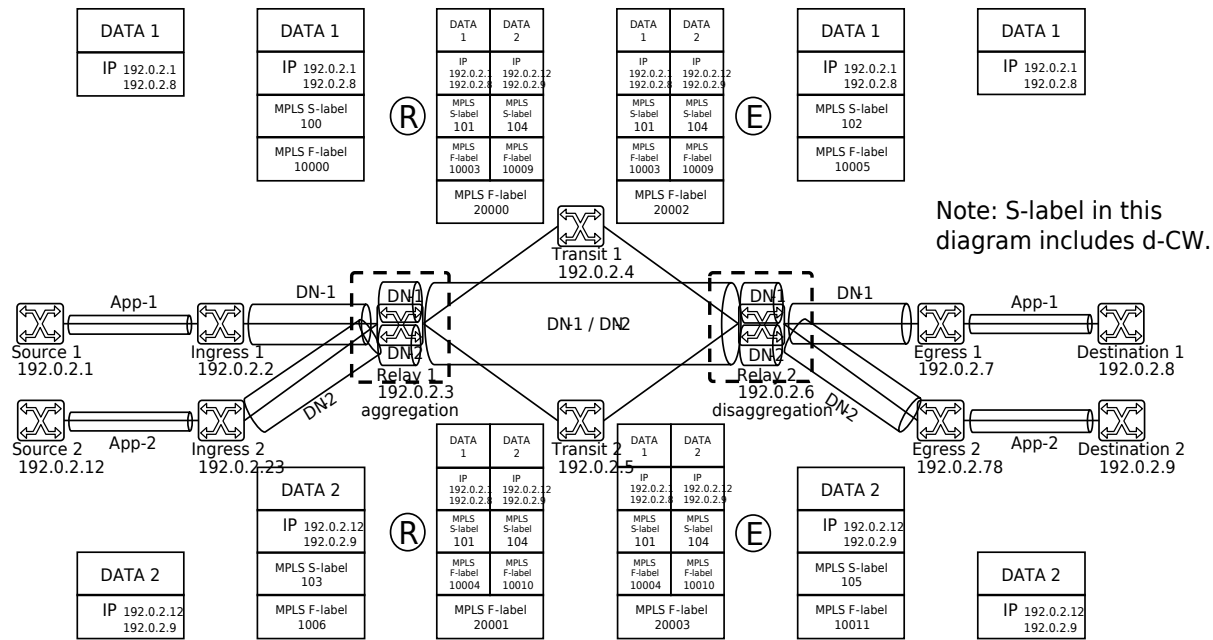 DATA 1
IP 192.0.2.1
192.0.2.8
DATA 1
IP 192.0.2.1
192.0.2.8
MPLS S-label
100
MPLS F-label
10000
R
DATA
1
DATA
2
IP
192.0.2.1
192.0.2.8
IP
192.0.2.12
192.0.2.9
MPLS
S-label
101
MPLS
S-label
104
MPLS
F-label
10003
MPLS
F-label
10009
MPLS F-label
20000
DATA
1
DATA
2
IP
192.0.2.1
192.0.2.8
IP
192.0.2.12
192.0.2.9
MPLS
S-label
101
MPLS
S-label
104
MPLS
F-label
10003
MPLS
F-label
10009
MPLS F-label
20002
E
DATA 1
IP 192.0.2.1
192.0.2.8
MPLS S-label
102
MPLS F-label
10005
DATA 1
IP 192.0.2.1
192.0.2.8
Note: S-label in this
diagram includes d-CW.
Transit 1
192.0.2.4
App-1
DN-1
DN-1
DN-1 / DN-2
DN-1
DN-1
App-1
DN-2
DN-2
Source 1
192.0.2.1
Ingress 1
192.0.2.2
Relay 1
192.0.2.3
aggregation
Relay 2
192.0.2.6
disaggregation
Egress 1
192.0.2.7
Destination 1
192.0.2.8
App-2
DN-2
DN-2
App-2
Source 2
192.0.2.12
Ingress 2
192.0.2.23
Transit 2
192.0.2.5
Egress 2
192.0.2.78
Destination 2
192.0.2.9
DATA 2
IP 192.0.2.12
192.0.2.9
DATA 2
IP 192.0.2.12
192.0.2.9
MPLS S-label
103
MPLS F-label
1006
R
DATA
1
DATA
2
IP
192.0.2.1
192.0.2.8
IP
192.0.2.12
192.0.2.9
MPLS
S-label
101
MPLS
S-label
104
MPLS
F-label
10004
MPLS
F-label
10010
MPLS F-label
20001
DATA
1
DATA
2
IP
192.0.2.1
192.0.2.8
IP
192.0.2.12
192.0.2.9
MPLS
S-label
101
MPLS
S-label
104
MPLS
F-label
10004
MPLS
F-label
10010
MPLS F-label
20003
E
DATA 2
IP 192.0.2.12
192.0.2.9
MPLS S-label
105
MPLS F-label
10011
DATA 2
IP 192.0.2.12
192.0.2.9